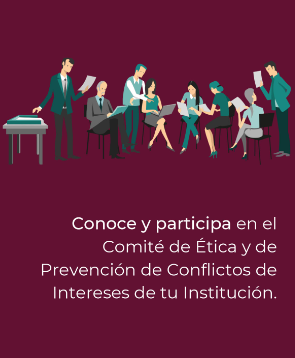 Conoce y participa en el
Comité de Ética y de
Prevención de Conflictos de
Intereses de tu Institución.